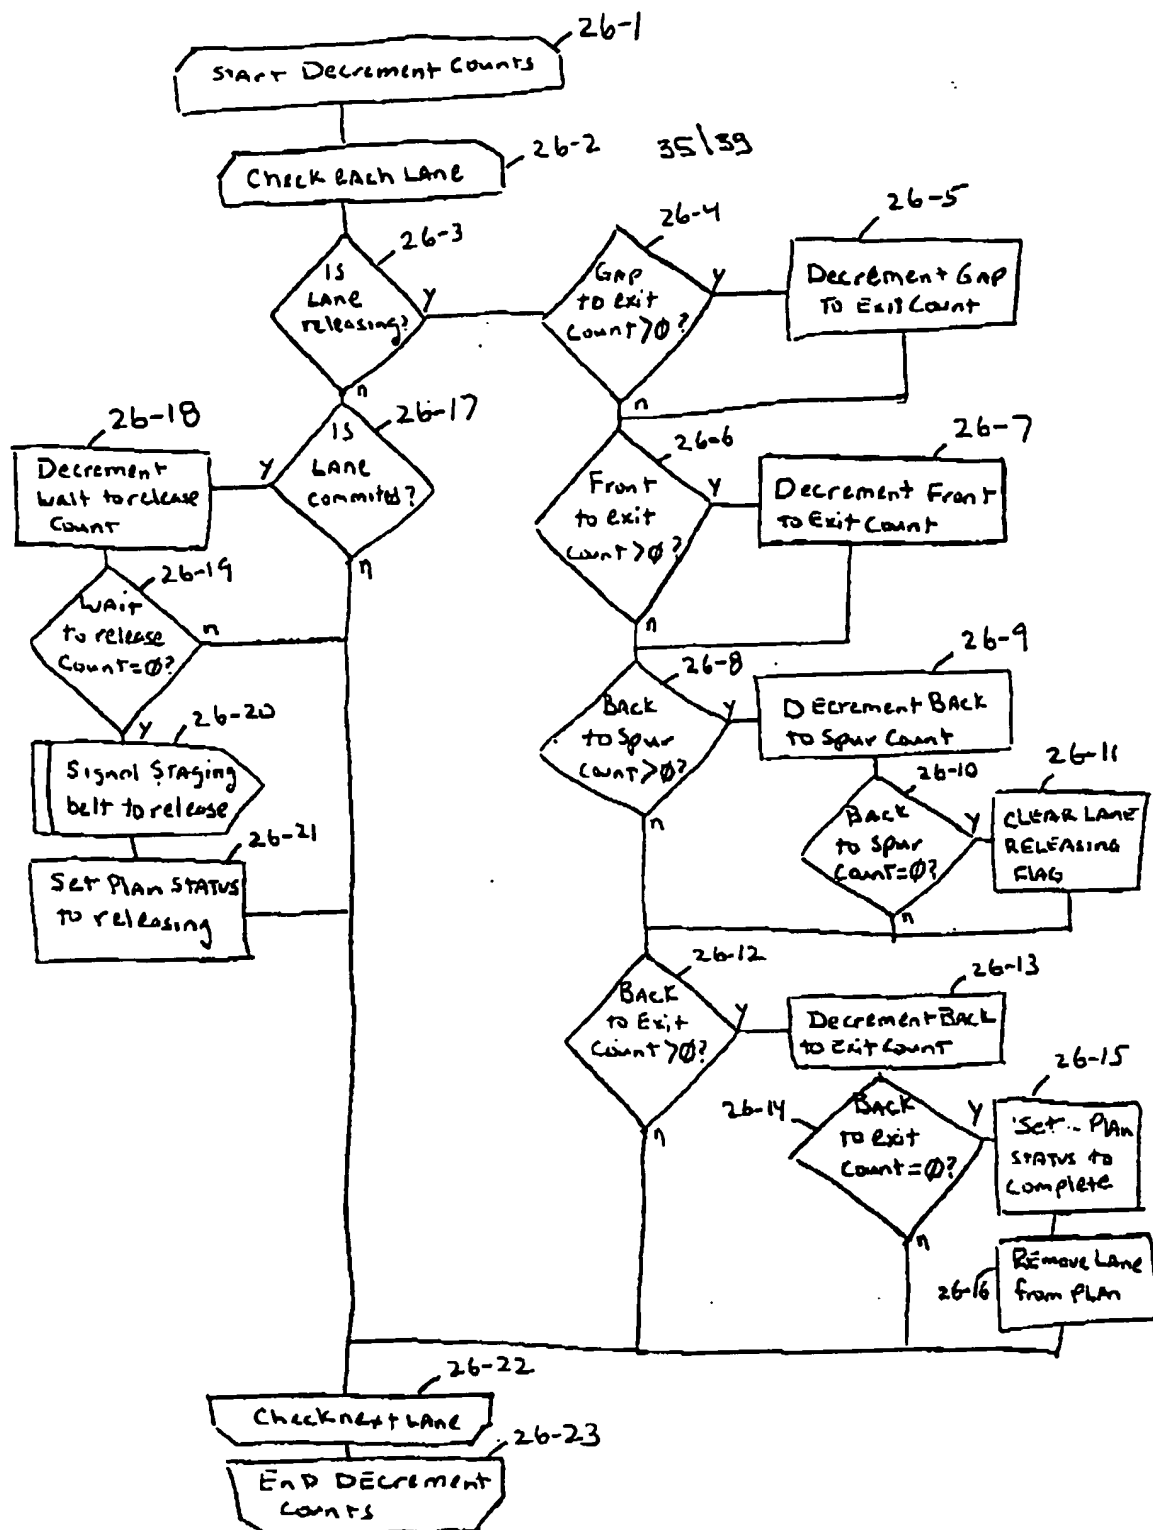 26-1
START Decrement Counts
26-2
35/39
Check each Lane
26-3
Is
Lane
releasing?
Y
n
26-4
Gap
to exit
count>0?
Y
n
26-5
Decrement Gap
To Exit Count
26-17
Is
Lane
commited?
Y
n
26-18
Decrement
wait to release
count
26-6
Front
to exit
count>0?
Y
n
26-7
Decrement Front
to Exit Count
26-19
Wait
to release
Count=0?
n
Y
26-8
Back
to Spur
count>0?
Y
n
26-9
Decrement Back
to Spur Count
26-10
Back
to Spur
count=0?
Y
n
26-11
CLEAR LANE
RELEASING
FLAG
26-20
Signal Staging
belt to release
26-21
Set Plan Status
to releasing
26-12
Back
to Exit
Count>0?
Y
n
26-13
Decrement Back
to Exit Count
26-14
Back
to exit
count=0?
Y
n
26-15
Set Plan
status to
complete
26-16
Remove Lane
from Plan
26-22
Check next Lane
26-23
End Decrement
Counts